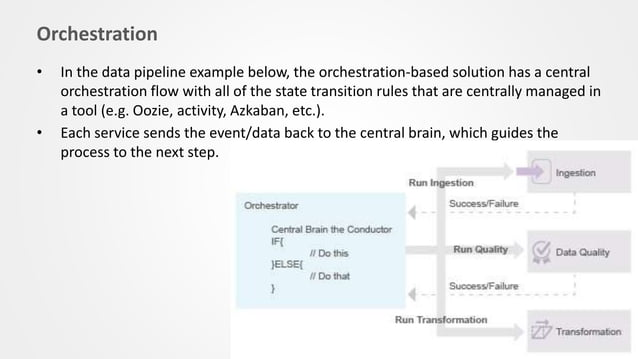 Orchestration
• In the data pipeline example below, the orchestration-based solution has a central
orchestration flow with all of the state transition rules that are centrally managed in
a tool (e.g. Oozie, activity, Azkaban, etc.).
• Each service sends the event/data back to the central brain, which guides the
process to the next step.
Run Ingestion
Ingestion
Success/Failure
Orchestrator
Central Brain the Conductor
IF{
// Do this
}ELSE{
// Do that
}
Run Quality
Data Quality
Success/Failure
Run Transformation
Transformation